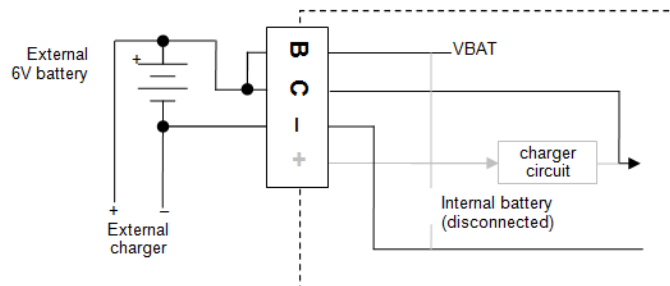 External
6V battery
+
B
C
–
+
VBAT
charger
circuit
Internal battery
(disconnected)
+ –
External
charger